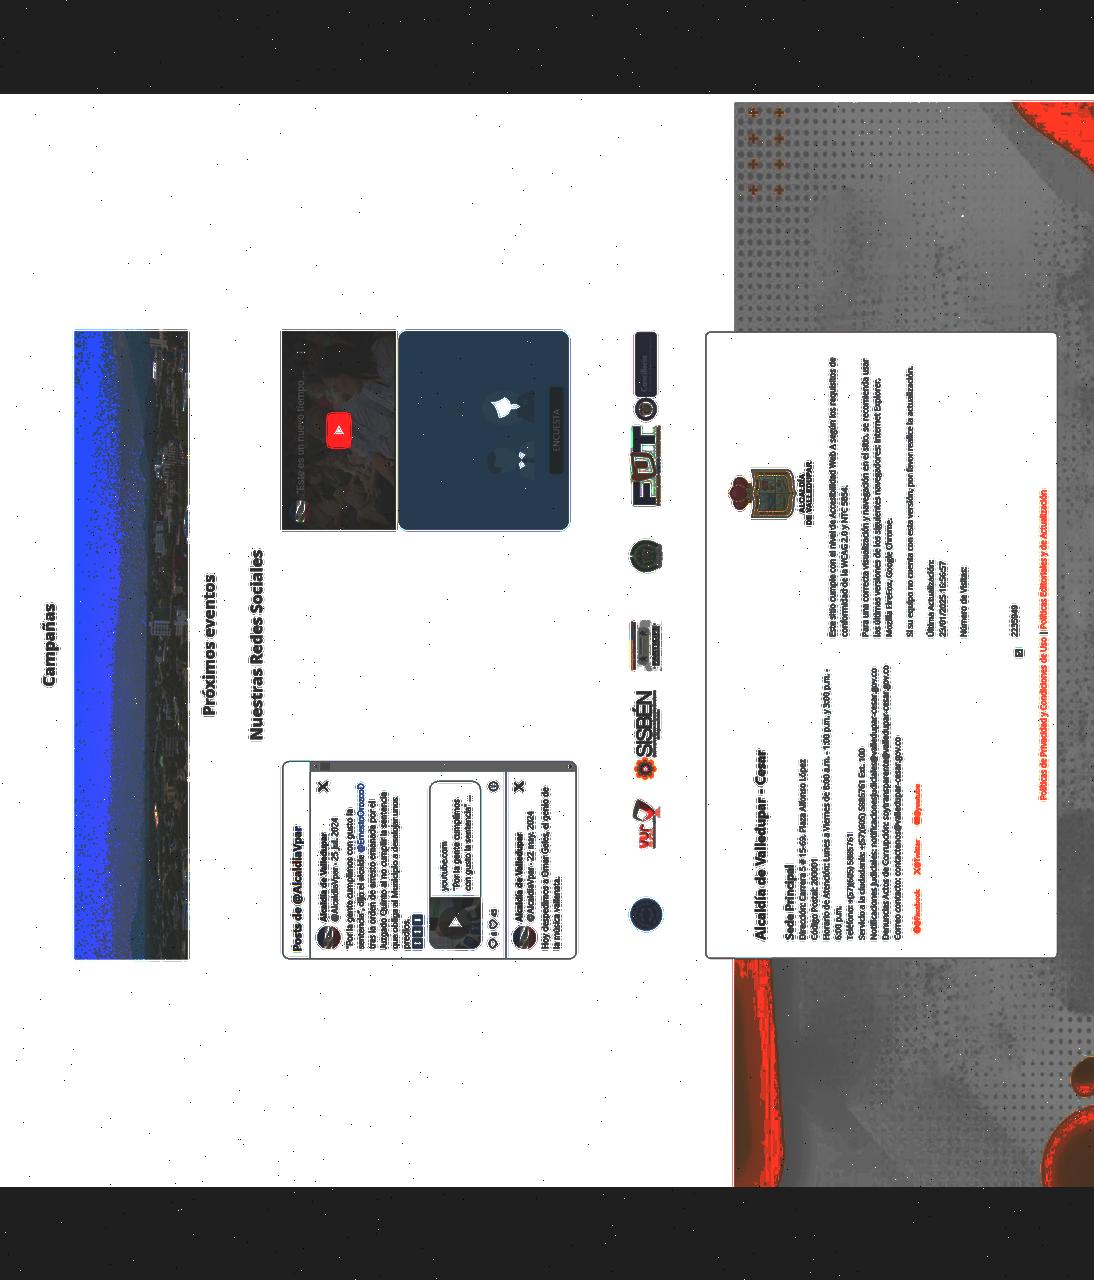 Campañas
Próximos eventos
Nuestras Redes Sociales
Posts de @AlcaldiaVpar
Alcaldía de Valledupar
@AlcaldiaVpar · 25 jul. 2024
"Por la gente cumplimos con gusto la
sentencia", dijo el alcalde @ErnestoOrozcoD
tras la orden de arresto emitida por el
Juzgado Quinto al no cumplir la sentencia
que obliga al Municipio a desalojar unos
predios.
youtube.com
"Por la gente cumplimos
con gusto la sentencia" ...
Alcaldía de Valledupar
@AlcaldiaVpar · 22 may. 2024
Hoy despedimos a Omar Geles, el genio de
la música vallenata.
"Este es un nuevo tiempo ...
ENCUESTA
vur
SISBÉN
Alcaldía de Valledupar - Cesar
Sede Principal
Dirección: Carrera 5 # 15-69. Plaza Alfonso López
Código Postal: 200001
Horario de Atención: Lunes a Viernes de 8:00 a.m. - 1:00 p.m. y 3:00 p.m. -
6:00 p.m.
Teléfono: +57(605) 5885761
Servicio a la ciudadanía: +57(605) 5885761 Ext. 100
Notificaciones Judiciales: notificacionesjudiciales@valledupar-cesar.gov.co
Denuncias Actos de Corrupción: soytransparente@valledupar-cesar.gov.co
Correo contacto: contactenos@valledupar-cesar.gov.co
Facebook
Twitter
ALCALDÍA
DE VALLEDUPAR
Este sitio cumple con el nivel de Accesibilidad Web A según los requisitos de
conformidad de la WCAG 2.0 y NTC 5854.
Para una correcta visualización y navegación en el sitio, se recomienda usar
las últimas versiones de los siguientes navegadores: Internet Explorer,
Mozilla FireFox, Google Chrome.
Si su equipo no cuenta con esta versión, por favor realice la actualización.
Última Actualización:
23/01/2025 16:56:57
Número de Visitas:
2235949
Políticas de Privacidad y Condiciones de Uso | Políticas Editoriales y de Actualización